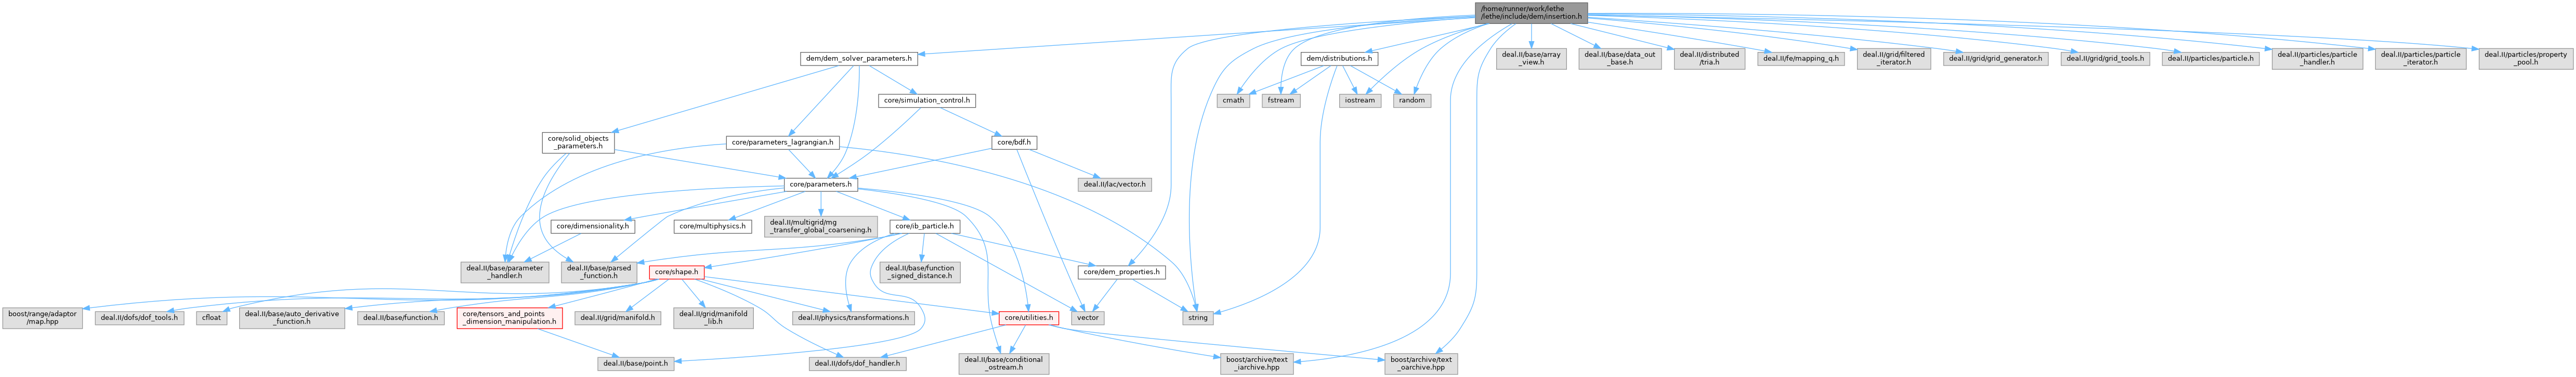 /home/runner/work/lethe
/lethe/include/dem/insertion.h
dem/dem_solver_parameters.h
dem/distributions.h
deal.II/base/array
_view.h
deal.II/base/data_out
_base.h
deal.II/distributed
/tria.h
deal.II/fe/mapping_q.h
deal.II/grid/filtered
_iterator.h
deal.II/grid/grid_generator.h
deal.II/grid/grid_tools.h
deal.II/particles/particle.h
deal.II/particles/particle
_handler.h
deal.II/particles/particle
_iterator.h
deal.II/particles/property
_pool.h
core/simulation_control.h
cmath
fstream
iostream
random
core/solid_objects
_parameters.h
core/parameters_lagrangian.h
core/bdf.h
core/parameters.h
deal.II/lac/vector.h
core/dimensionality.h
core/multiphysics.h
deal.II/multigrid/mg
_transfer_global_coarsening.h
core/ib_particle.h
deal.II/base/parameter
_handler.h
deal.II/base/parsed
_function.h
core/shape.h
deal.II/base/function
_signed_distance.h
core/dem_properties.h
boost/range/adaptor
/map.hpp
deal.II/dofs/dof_tools.h
cfloat
deal.II/base/auto_derivative
_function.h
deal.II/base/function.h
core/tensors_and_points
_dimension_manipulation.h
deal.II/grid/manifold.h
deal.II/grid/manifold
_lib.h
deal.II/physics/transformations.h
core/utilities.h
vector
string
deal.II/base/point.h
deal.II/dofs/dof_handler.h
deal.II/base/conditional
_ostream.h
boost/archive/text
_iarchive.hpp
boost/archive/text
_oarchive.hpp